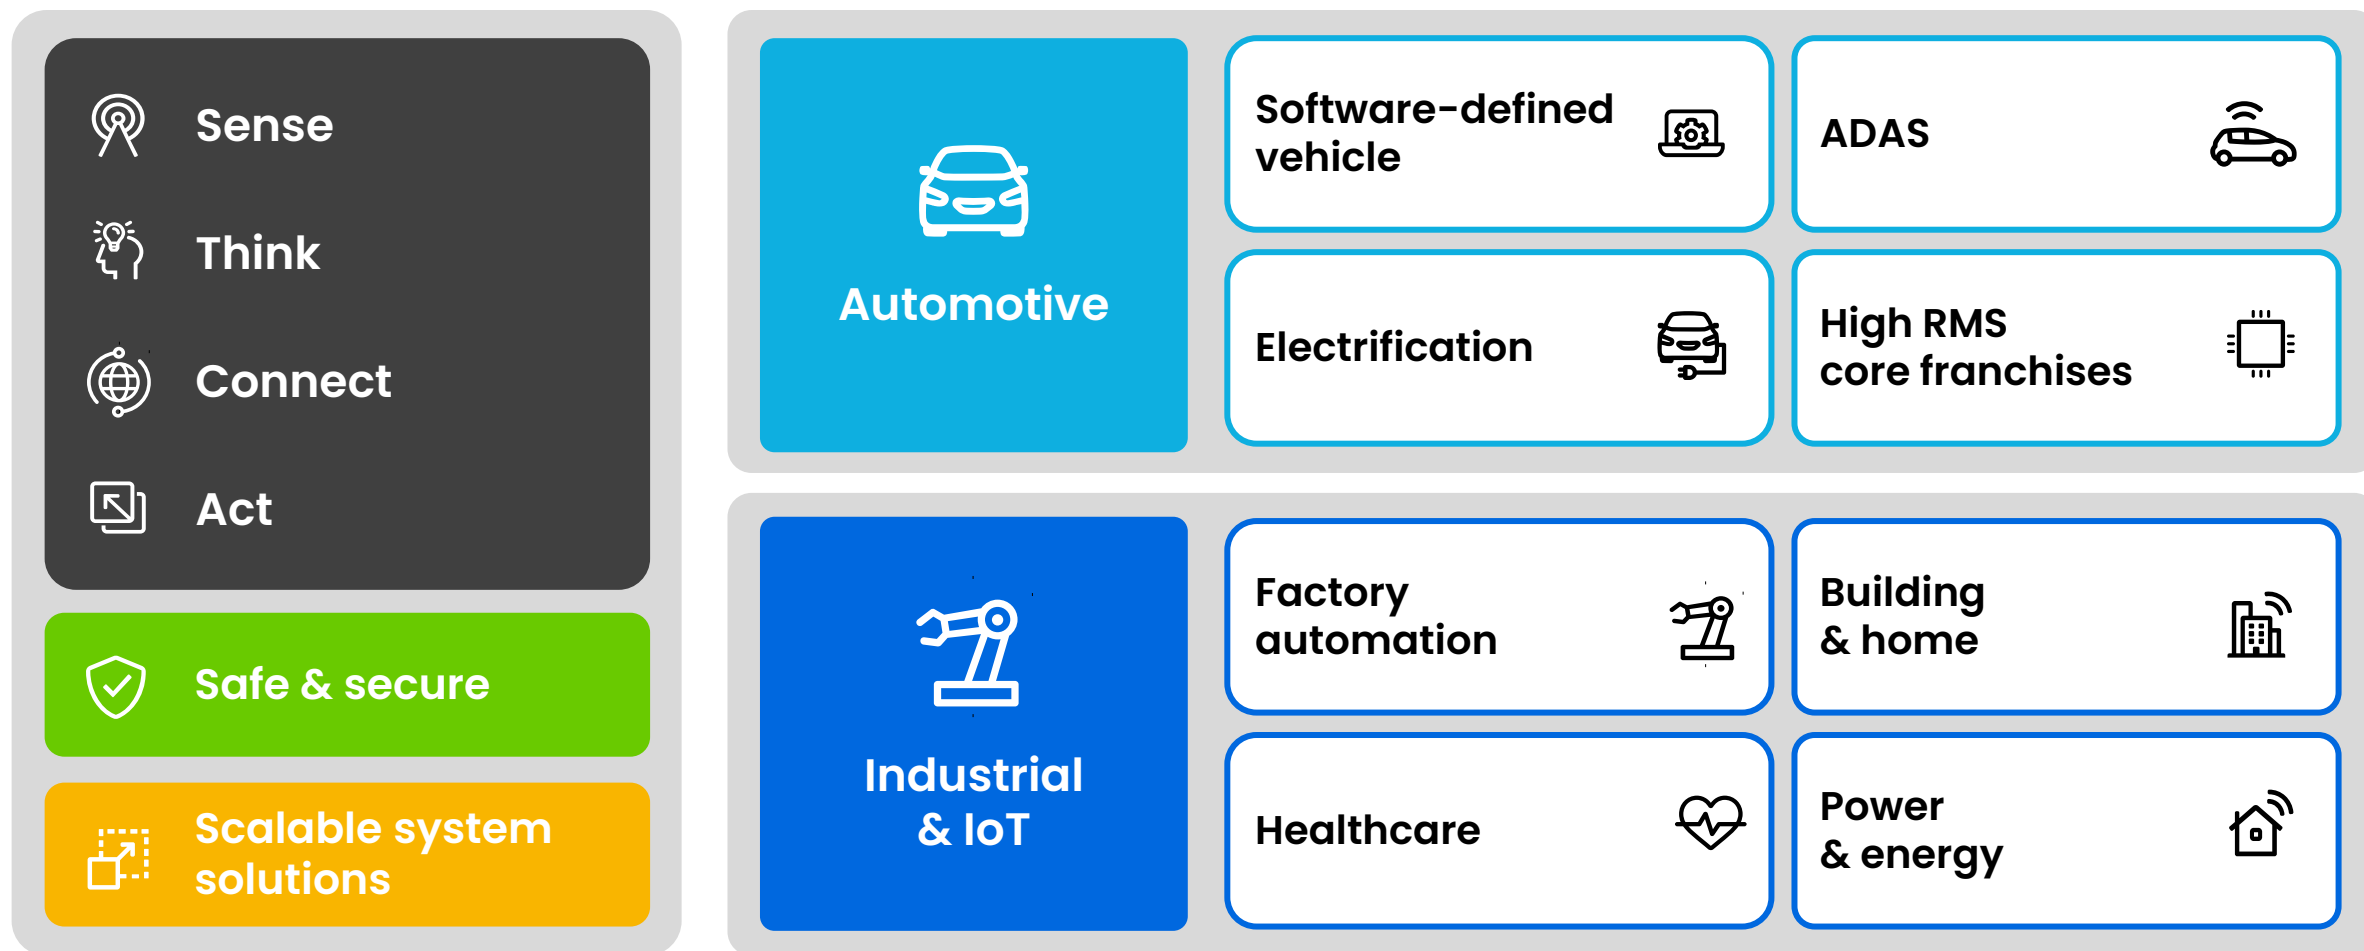 Sense
Think
Connect
Act
Safe & secure
Scalable system
solutions
Automotive
Software-defined
vehicle
ADAS
Electrification
High RMS
core franchises
Industrial
& IoT
Factory
automation
Building
& home
Healthcare
Power
& energy